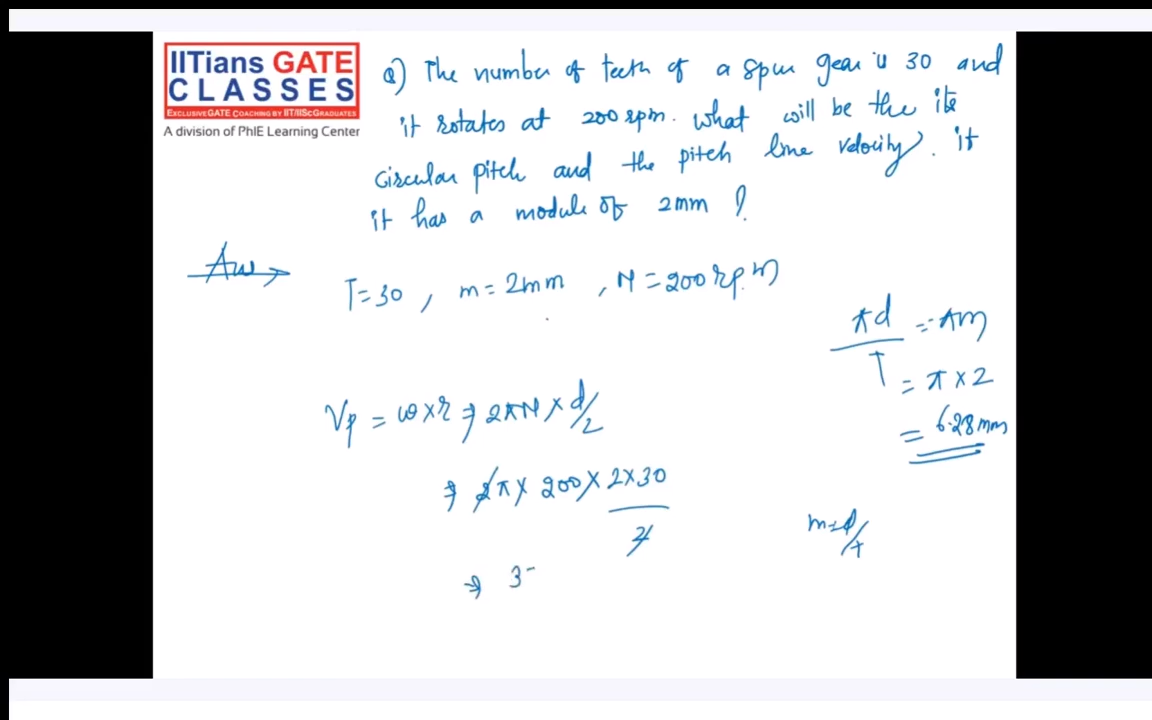 IITians GATE
CLASSES
EXCLUSIVE GATE COACHING BY IIT/IISc GRADUATES
A division of PhIE Learning Center
Q) The number of teeth of a spur gear is 30 and
it rotates at 200 rpm. What will be the its
circular pitch and the pitch line velocity. it
it has a module of 2mm ?
Ans →
T=30 , m=2mm , N=200 rpm
πd/T = πm
= π×2
= 6.28mm
Vp = ω×r ⇒ 2πN × d/2
⇒ 2π × 200 × 2×30/2
m=d/T
⇒ 3